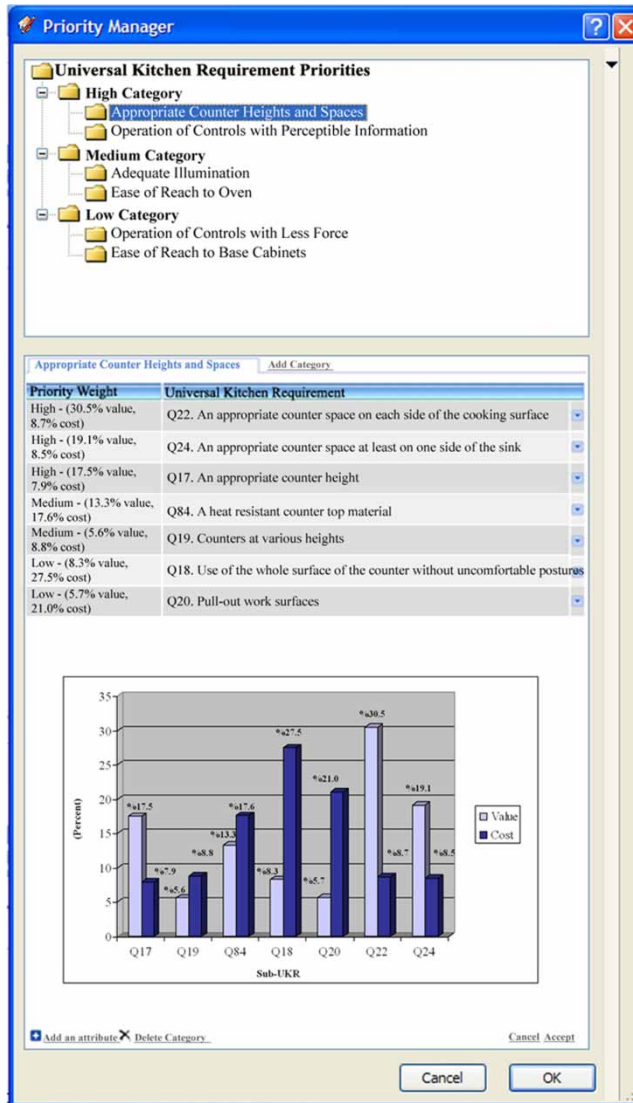 Priority Manager
Universal Kitchen Requirement Priorities
High Category
Appropriate Counter Heights and Spaces
Operation of Controls with Perceptible Information
Medium Category
Adequate Illumination
Ease of Reach to Oven
Low Category
Operation of Controls with Less Force
Ease of Reach to Base Cabinets
Appropriate Counter Heights and Spaces Add Category
Priority Weight Universal Kitchen Requirement
High - (30.5% value,
8.7% cost)
Q22. An appropriate counter space on each side of the cooking surface
High - (19.1% value,
8.5% cost)
Q24. An appropriate counter space at least on one side of the sink
High - (17.5% value,
7.9% cost)
Q17. An appropriate counter height
Medium - (13.3% value,
17.6% cost)
Q84. A heat resistant counter top material
Medium - (5.6% value,
8.8% cost)
Q19. Counters at various heights
Low - (8.3% value,
27.5% cost)
Q18. Use of the whole surface of the counter without uncomfortable postures
Low - (5.7% value,
21.0% cost)
Q20. Pull-out work surfaces
(Percent)
35
30
25
20
15
10
5
0
%17.5
%7.9
%5.6
%8.8
%13.3
%17.6
%8.3
%27.5
%5.7
%21.0
%30.5
%8.7
%19.1
%8.5
Q17 Q19 Q84 Q18 Q20 Q22 Q24
Sub-UKR
Value
Cost
Add an attribute Delete Category Cancel Accept
Cancel OK